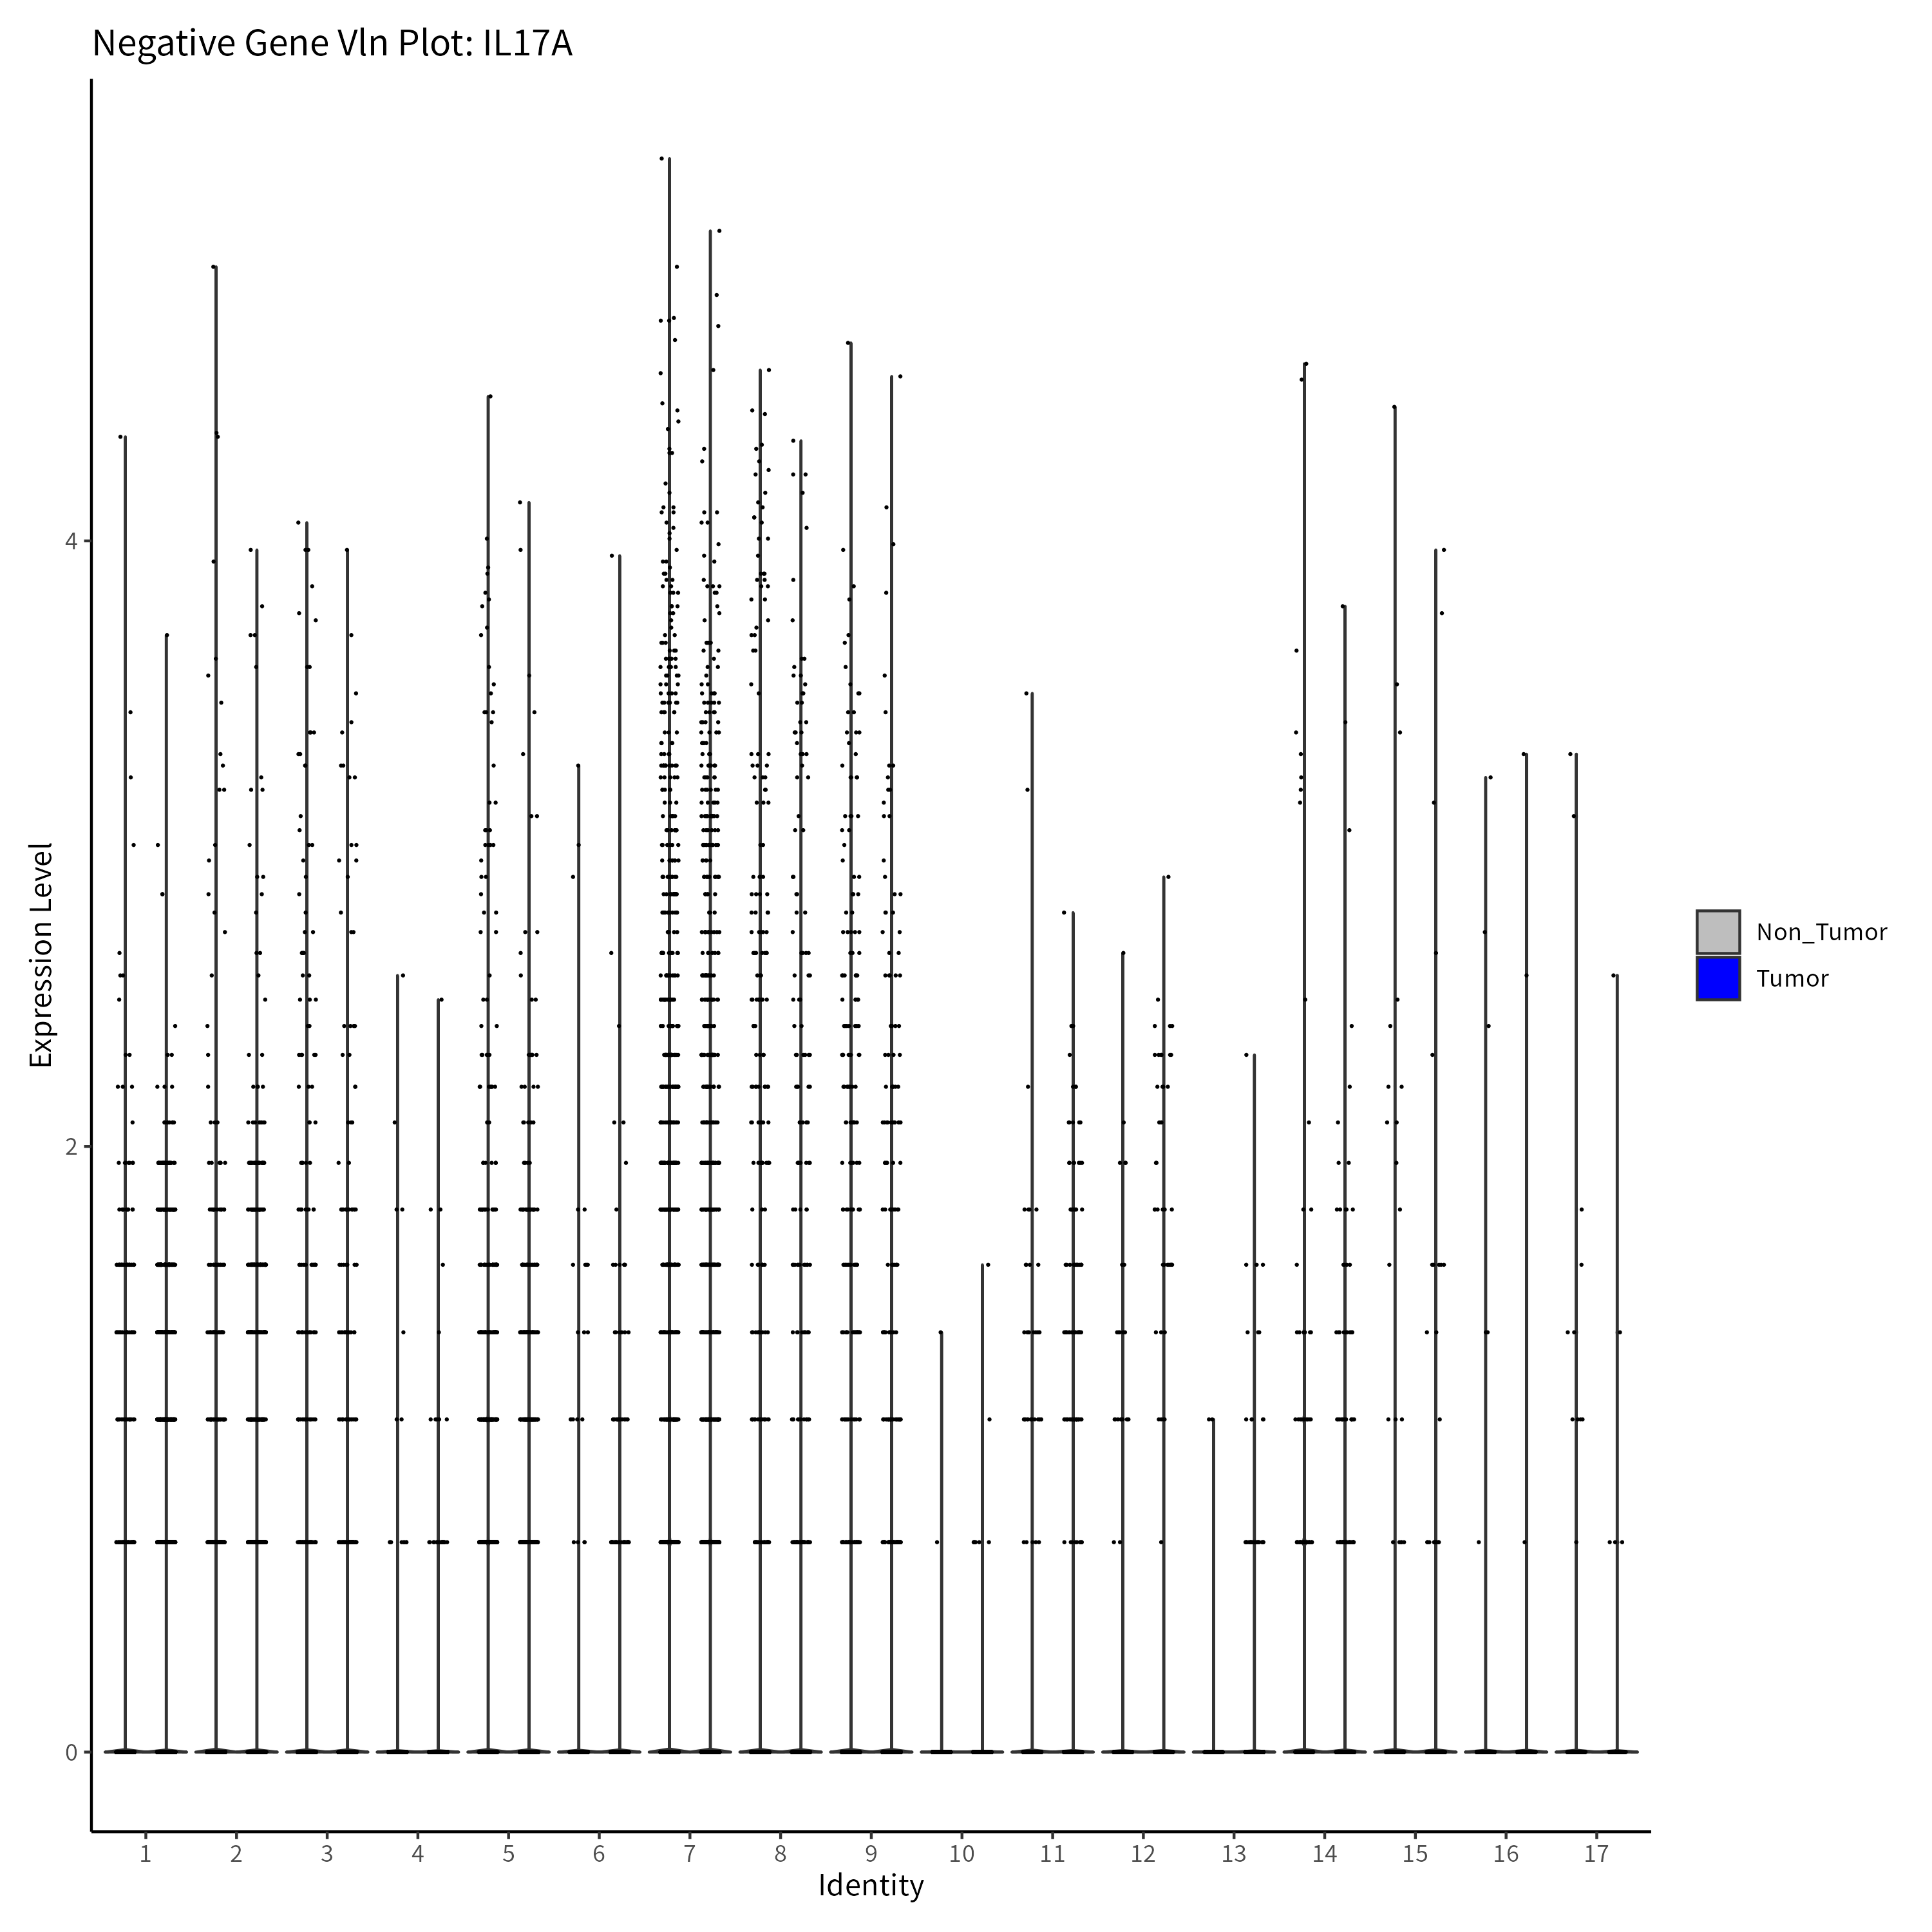 Negative Gene Vln Plot: IL17A
Expression Level
4
2
0
Non_Tumor
Tumor
1 2 3 4 5 6 7 8 9 10 11 12 13 14 15 16 17
Identity